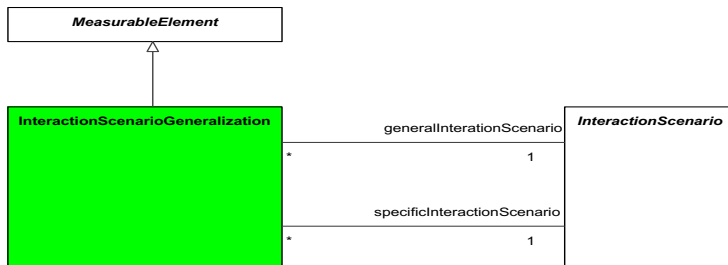 MeasurableElement
InteractionScenarioGeneralization
generalInterationScenario
InteractionScenario
*
1
specificInteractionScenario
*
1